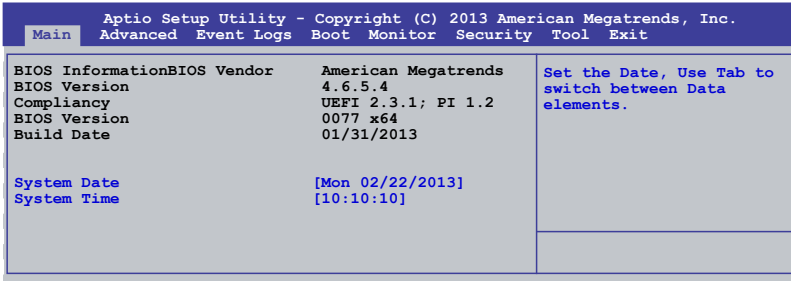 Aptio Setup Utility - Copyright (C) 2013 American Megatrends, Inc.
Main Advanced Event Logs Boot Monitor Security Tool Exit
BIOS InformationBIOS Vendor American Megatrends
BIOS Version 4.6.5.4
Compliancy UEFI 2.3.1; PI 1.2
BIOS Version 0077 x64
Build Date 01/31/2013
System Date [Mon 02/22/2013]
System Time [10:10:10]
Set the Date, Use Tab to
switch between Data
elements.